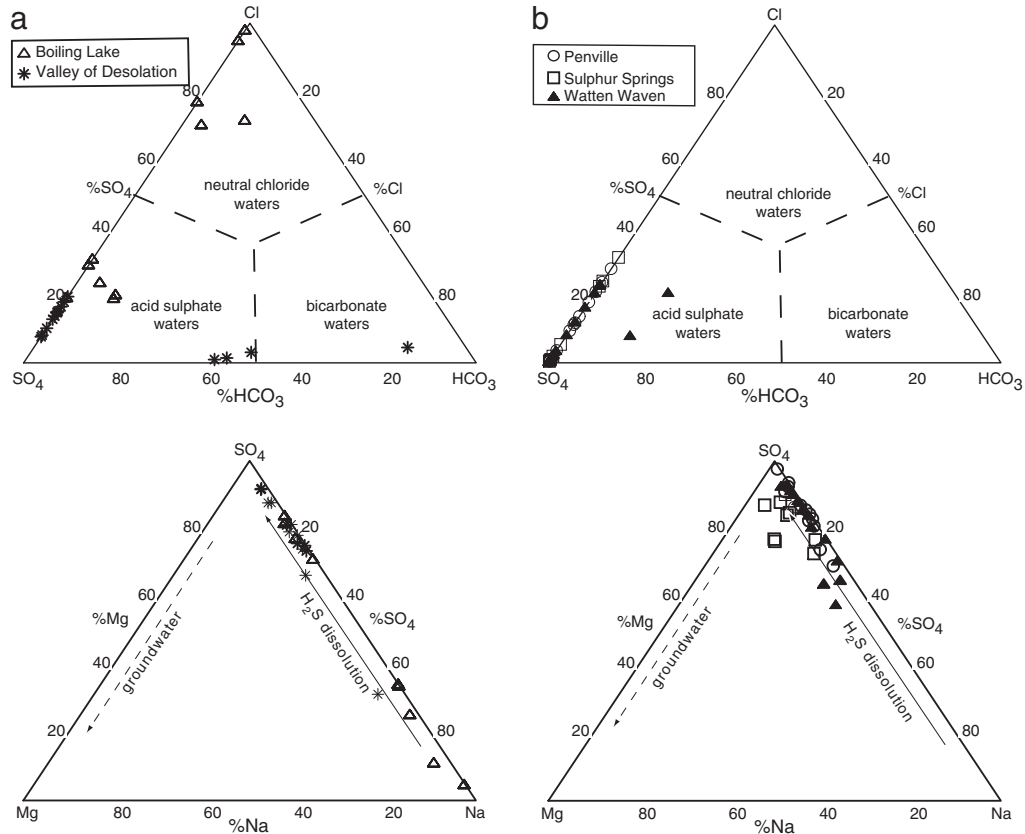 a
Cl
Boiling Lake
Valley of Desolation
80
20
60
40
%SO4
%Cl
neutral chloride
waters
40
60
20
80
acid sulphate
waters
bicarbonate
waters
SO4
80
60
40
20
HCO3
%HCO3
b
Cl
Penville
Sulphur Springs
Watten Waven
80
20
60
40
%SO4
%Cl
neutral chloride
waters
40
60
20
80
acid sulphate
waters
bicarbonate
waters
SO4
80
60
40
20
HCO3
%HCO3
SO4
80
20
60
40
%Mg
%SO4
groundwater
H2S dissolution
40
60
20
80
Mg
80
60
40
20
Na
%Na
SO4
80
20
60
40
%Mg
%SO4
groundwater
H2S dissolution
40
60
20
80
Mg
80
60
40
20
Na
%Na